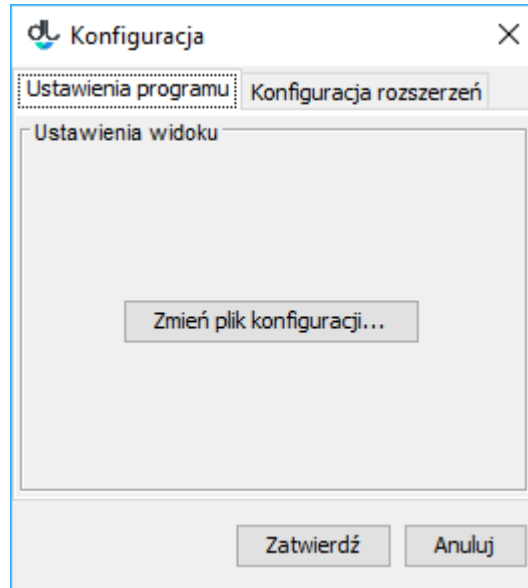 Konfiguracja
Ustawienia programu Konfiguracja rozszerzeń
Ustawienia widoku
Zmień plik konfiguracji...
Zatwierdź Anuluj